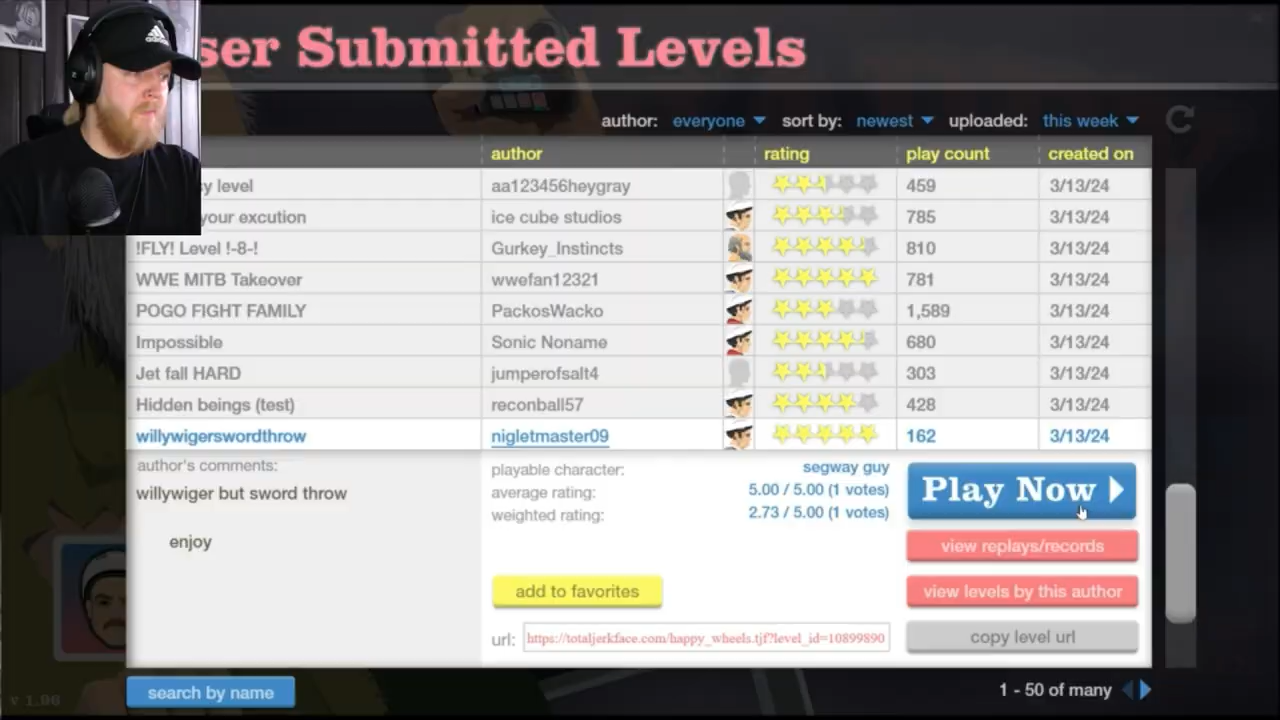 ser Submitted Levels
author: everyone sort by: newest uploaded: this week
author rating play count created on
sy level aa123456heygray 459 3/13/24
your excution ice cube studios 785 3/13/24
!FLY! Level !-8-! Gurkey_Instincts 810 3/13/24
WWE MITB Takeover wwefan12321 781 3/13/24
POGO FIGHT FAMILY PackosWacko 1,589 3/13/24
Impossible Sonic Noname 680 3/13/24
Jet fall HARD jumperofsalt4 303 3/13/24
Hidden beings (test) reconball57 428 3/13/24
willywigerswordthrow nigletmaster09 162 3/13/24
author's comments:
willywiger but sword throw
enjoy
playable character: segway guy
average rating: 5.00 / 5.00 (1 votes)
weighted rating: 2.73 / 5.00 (1 votes)
add to favorites
url: https://totaljerkface.com/happy_wheels.tjf?level_id=10899890
Play Now
view replays/records
view levels by this author
copy level url
v 1.06
search by name
1 - 50 of many